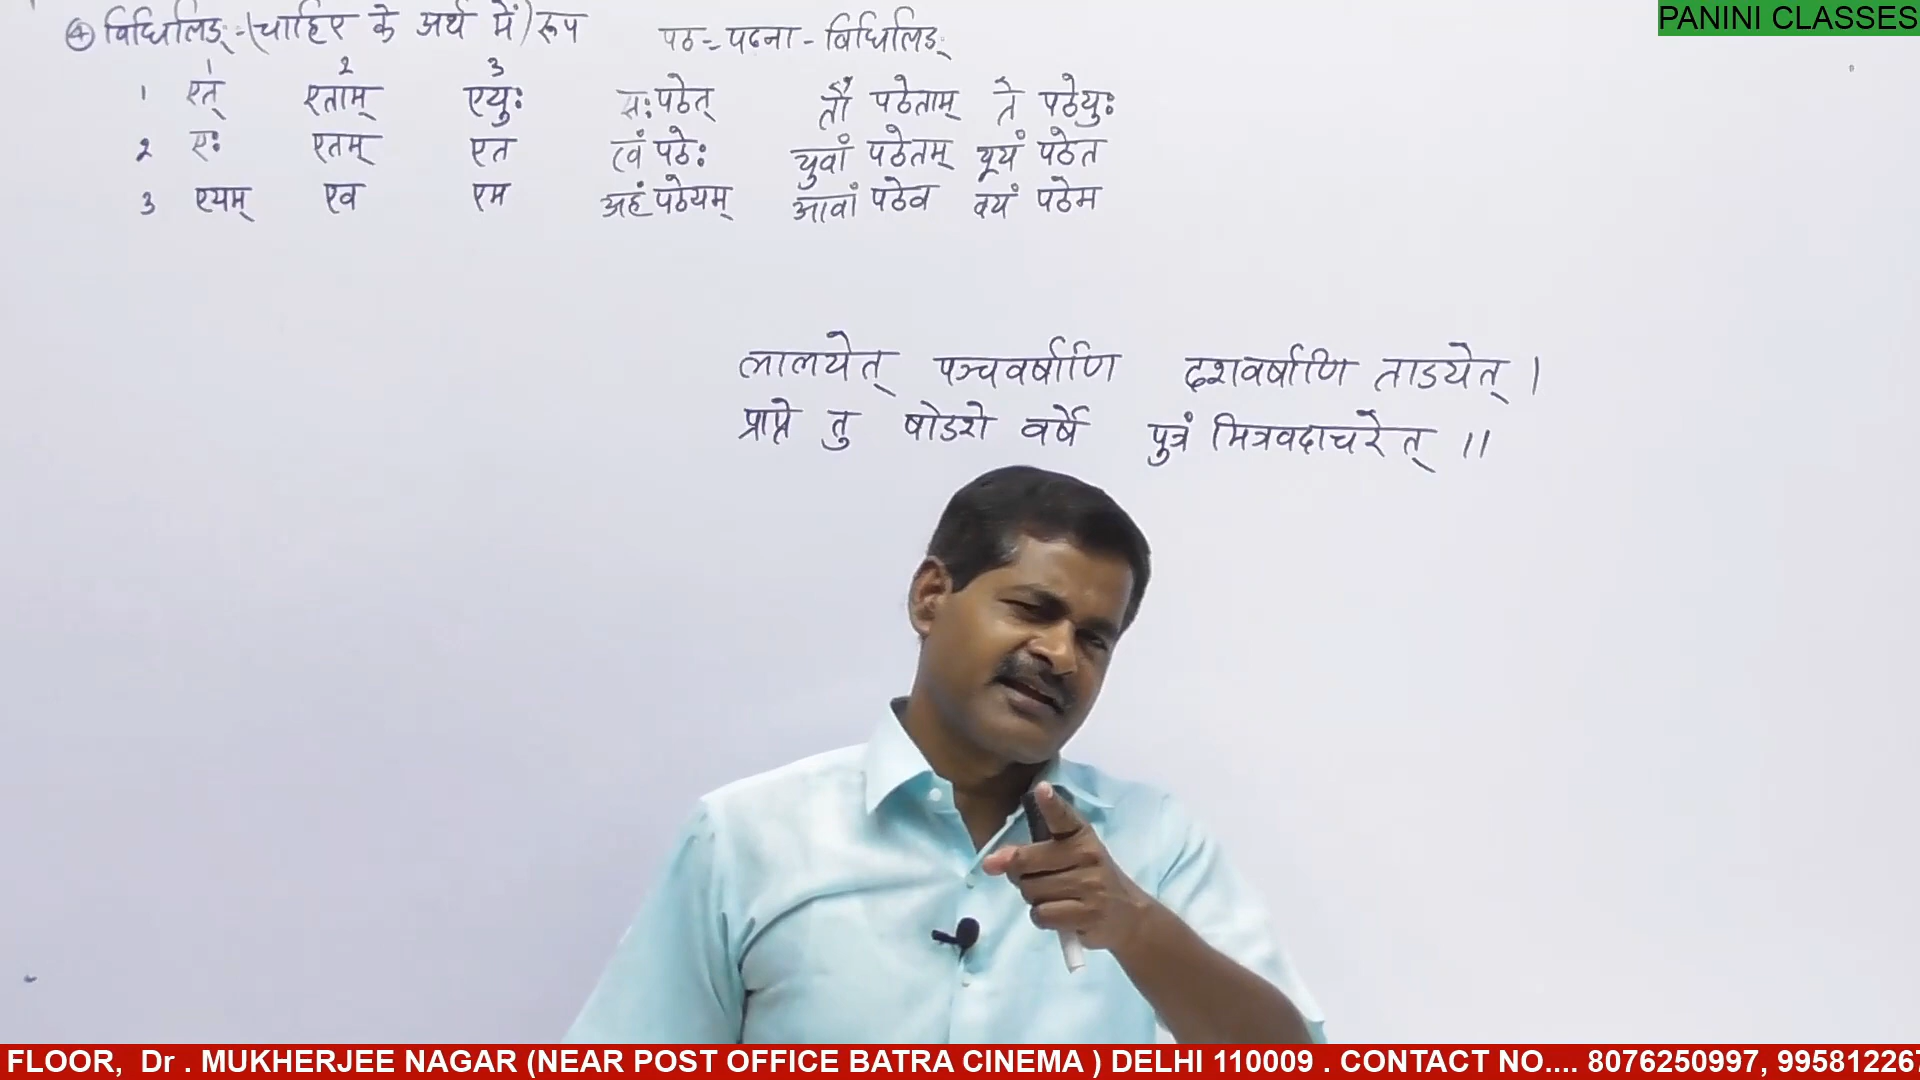 PANINI CLASSES
④ विधिलिङ्-(चाहिए के अर्थ में) रूप पठ=पढना-विधिलिङ्
1 2 3
1 एत् एताम् एयुः सः पठेत् तौ पठेताम् ते पठेयुः
2 एः एतम् एत त्वं पठेः युवां पठेतम् यूयं पठेत
3 एयम् एव एम अहं पठेयम् आवां पठेव वयं पठेम
लालयेत् पञ्चवर्षाणि दशवर्षाणि ताडयेत् ।
प्राप्ते तु षोडशे वर्षे पुत्रं मित्रवदाचरेत् ।।
FLOOR, Dr . MUKHERJEE NAGAR (NEAR POST OFFICE BATRA CINEMA ) DELHI 110009 . CONTACT NO.... 8076250997, 995812267